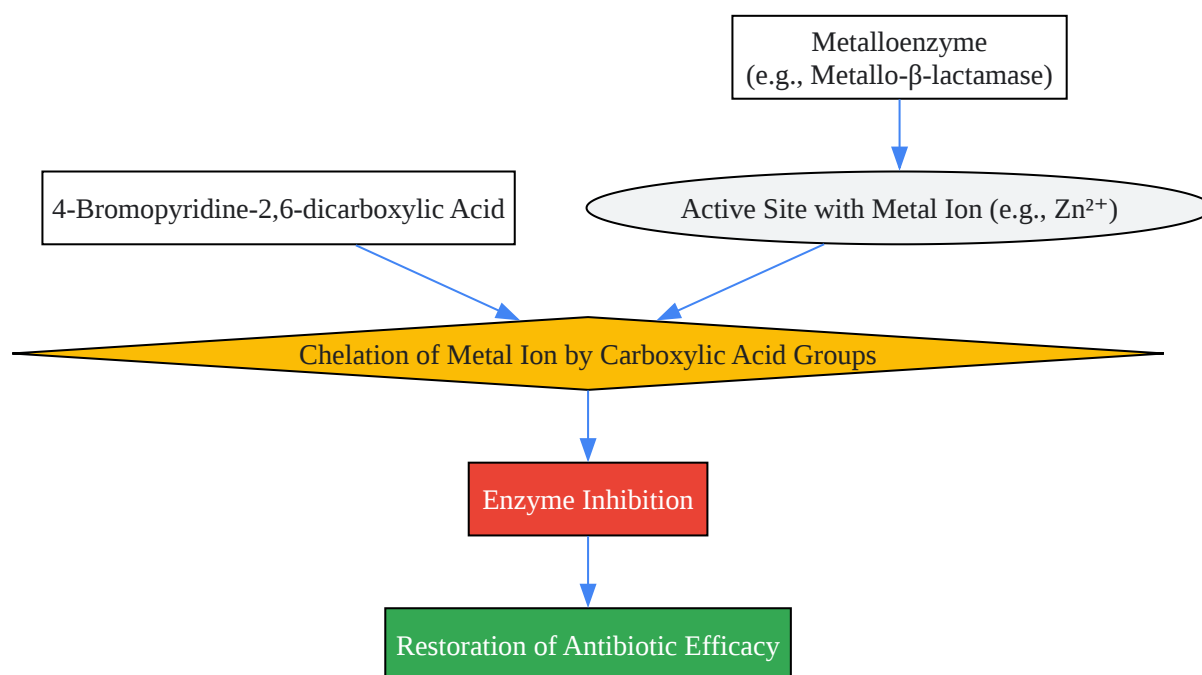 Metalloenzyme
(e.g., Metallo-β-lactamase)
4-Bromopyridine-2,6-dicarboxylic Acid
Active Site with Metal Ion (e.g., Zn²⁺)
Chelation of Metal Ion by Carboxylic Acid Groups
Enzyme Inhibition
Restoration of Antibiotic Efficacy